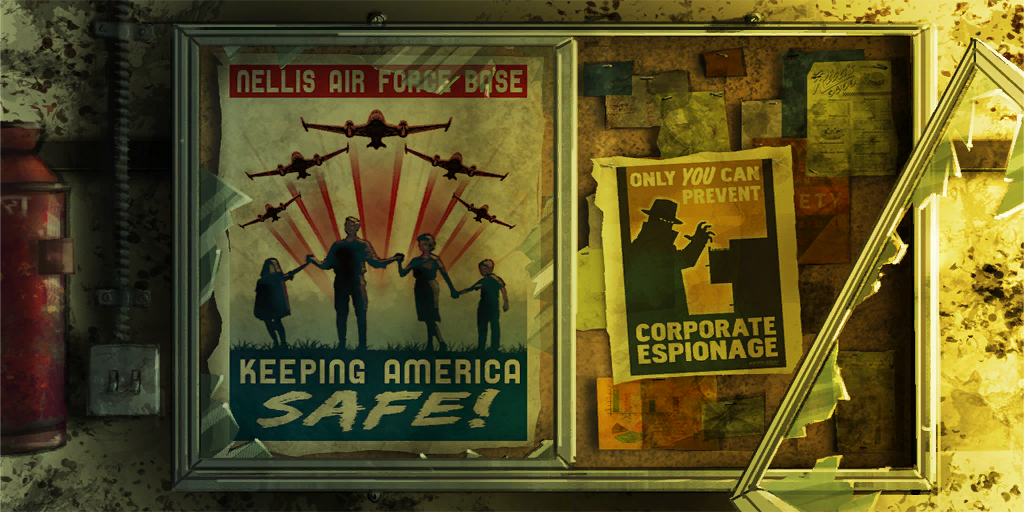 NELLIS AIR FORCE BASE
KEEPING AMERICA
SAFE!
ONLY YOU CAN
PREVENT
CORPORATE
ESPIONAGE